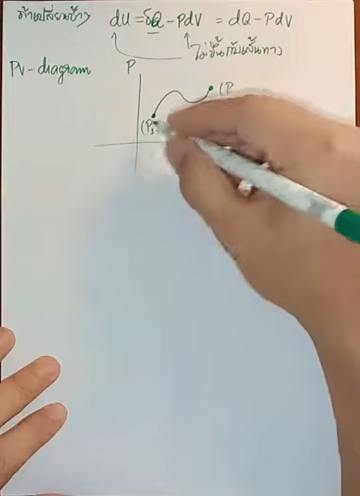 ถ้าเปลี่ยนช้าๆ dU = δQ - PdV = dQ - PdV
ไม่ขึ้นกับเส้นทาง
PV-diagram P
(P
(P₁